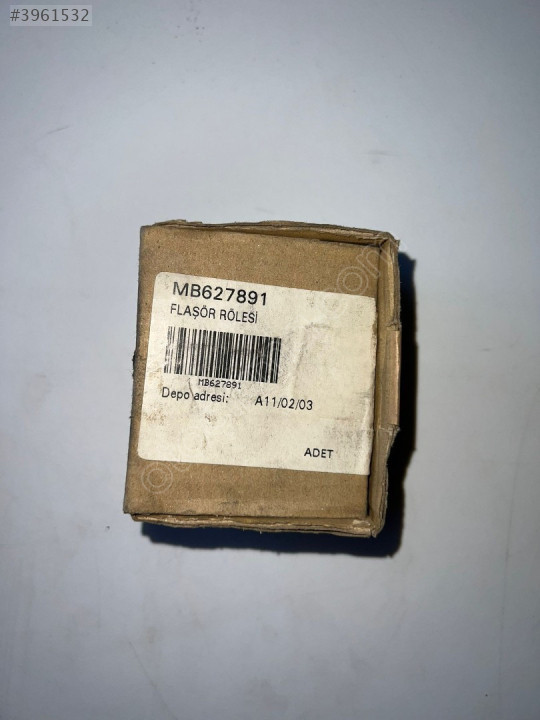 #3961532
MB627891
FLAŞÖR RÖLESİ
MB627891
Depo adresi: A11/02/03
ADET